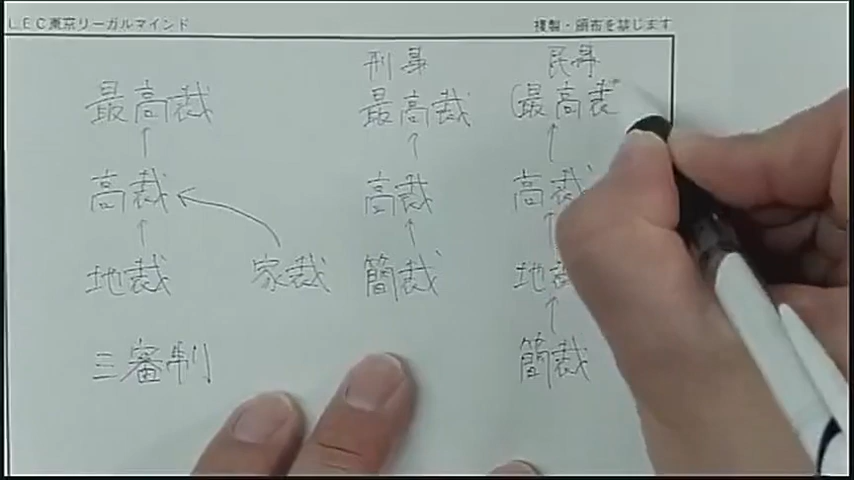 LEC東京リーガルマインド
複製・頒布を禁じます
刑事 民事
最高裁 最高裁 (最高裁
↑ ↑ ↑
高裁 高裁 高裁
↑ ↑ ↑
地裁 家裁 簡裁 地裁
↑
三審制 簡裁